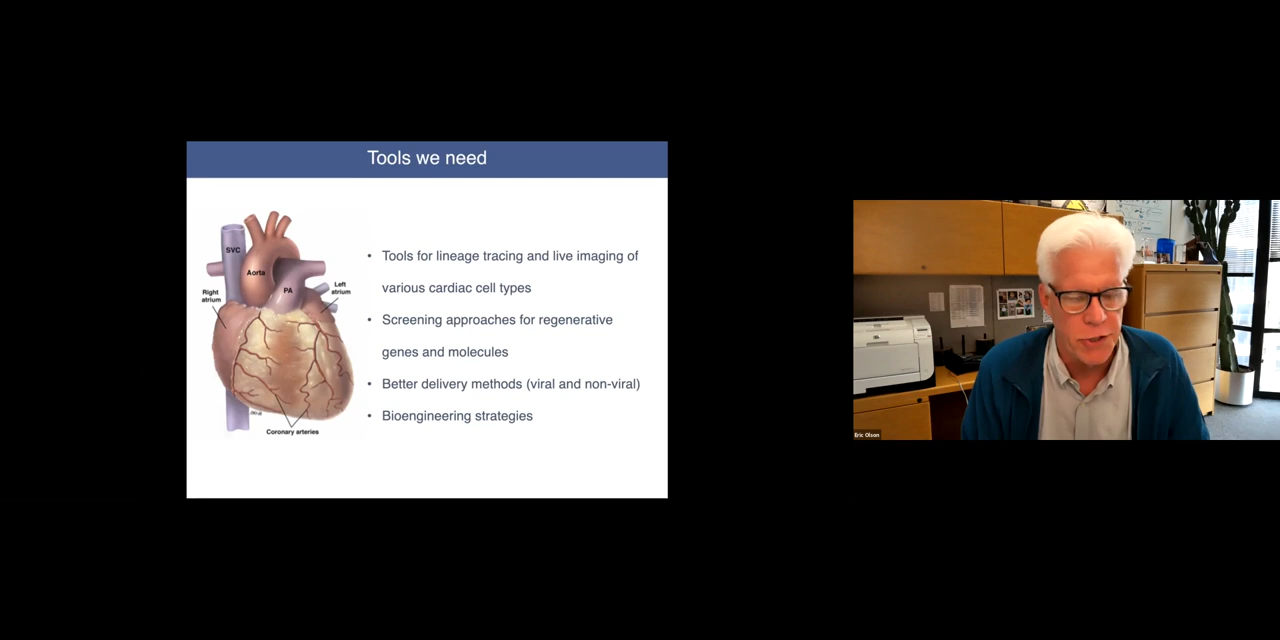 Tools we need
SVC
Aorta
PA
Right
atrium
Left
atrium
Coronary arteries
• Tools for lineage tracing and live imaging of
various cardiac cell types
• Screening approaches for regenerative
genes and molecules
• Better delivery methods (viral and non-viral)
• Bioengineering strategies
Eric Olson